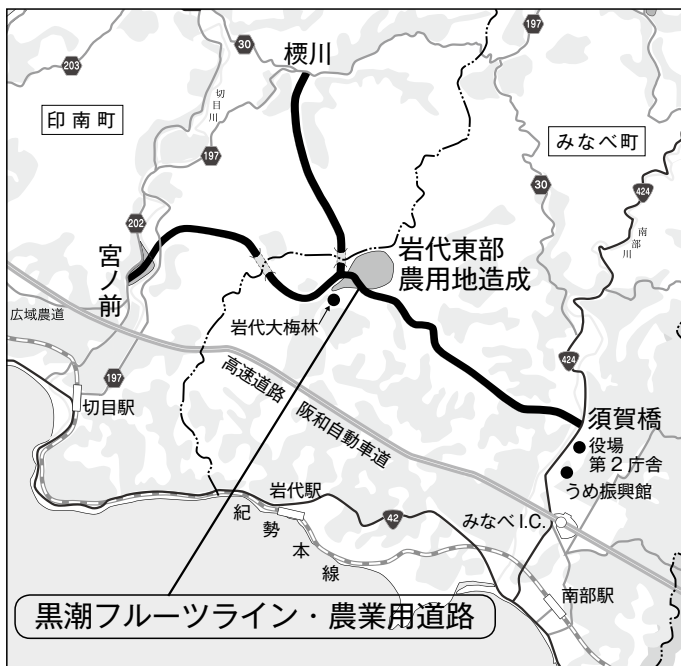 203
30
樮川
197
切目川
印南町
197
みなべ町
30
424
南部川
202
宮ノ前
岩代東部
農用地造成
広域農道
岩代大梅林
424
197
切目駅
高速道路
阪和自動車道
須賀橋
役場
第2庁舎
うめ振興館
岩代駅
紀勢本線
42
みなべI.C.
南部駅
黒潮フルーツライン・農業用道路